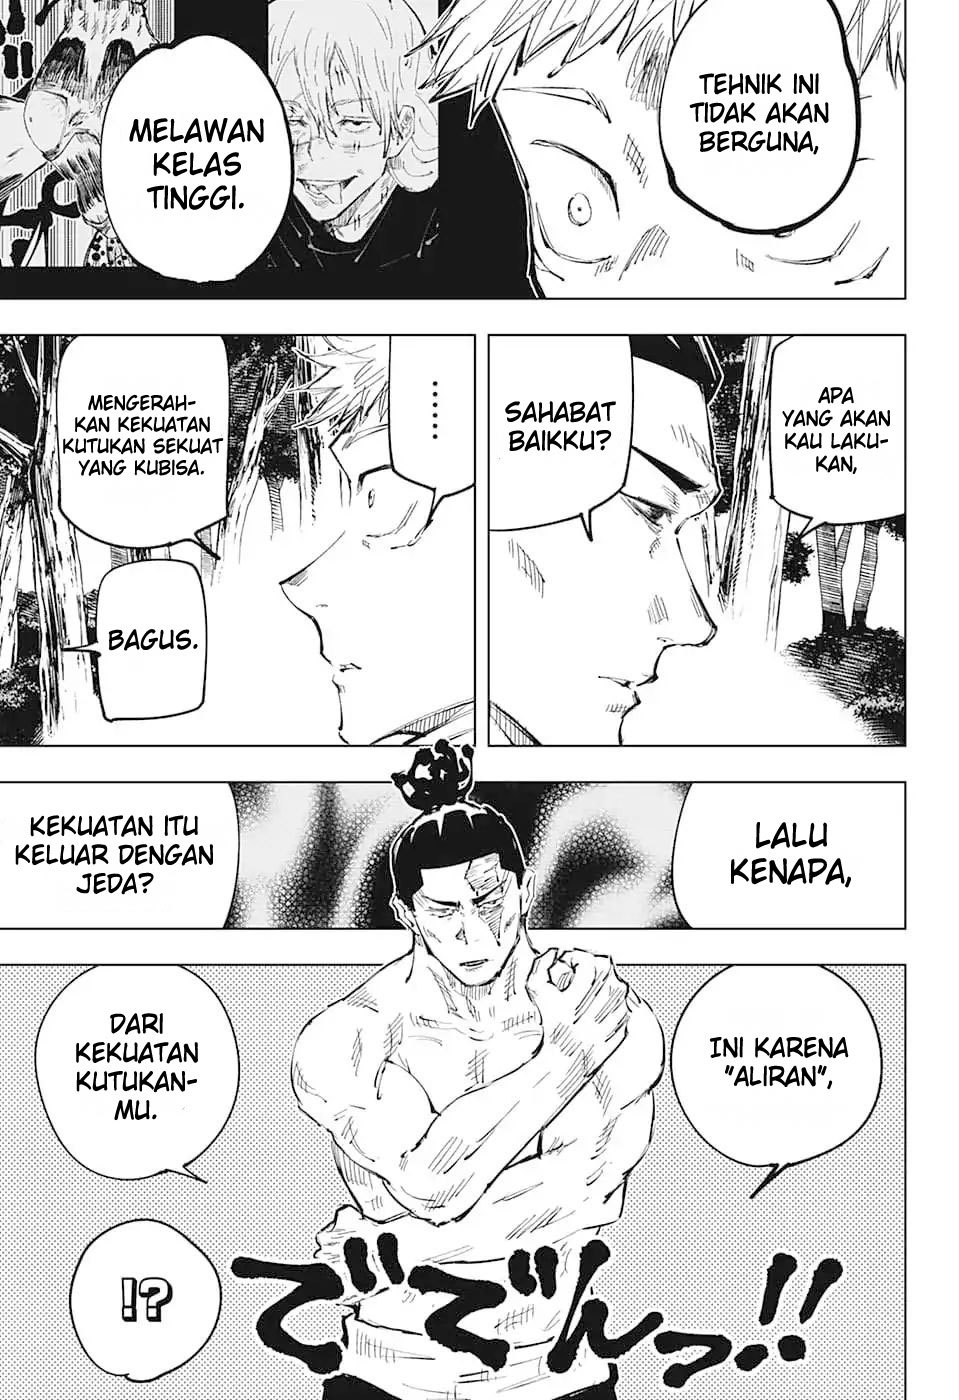 TEHNIK INI
TIDAK AKAN
BERGUNA,
MELAWAN
KELAS
TINGGI.
APA
YANG AKAN
KAU LAKU-
KAN,
SAHABAT
BAIKKU?
......
MENGERAH-
KAN KEKUATAN
KUTUKAN SEKUAT
YANG KUBISA.
BAGUS.
LALU
KENAPA,
KEKUATAN ITU
KELUAR DENGAN
JEDA?
INI KARENA
"ALIRAN",
DARI
KEKUATAN
KUTUKAN-
MU.
!?
ででんっ!!